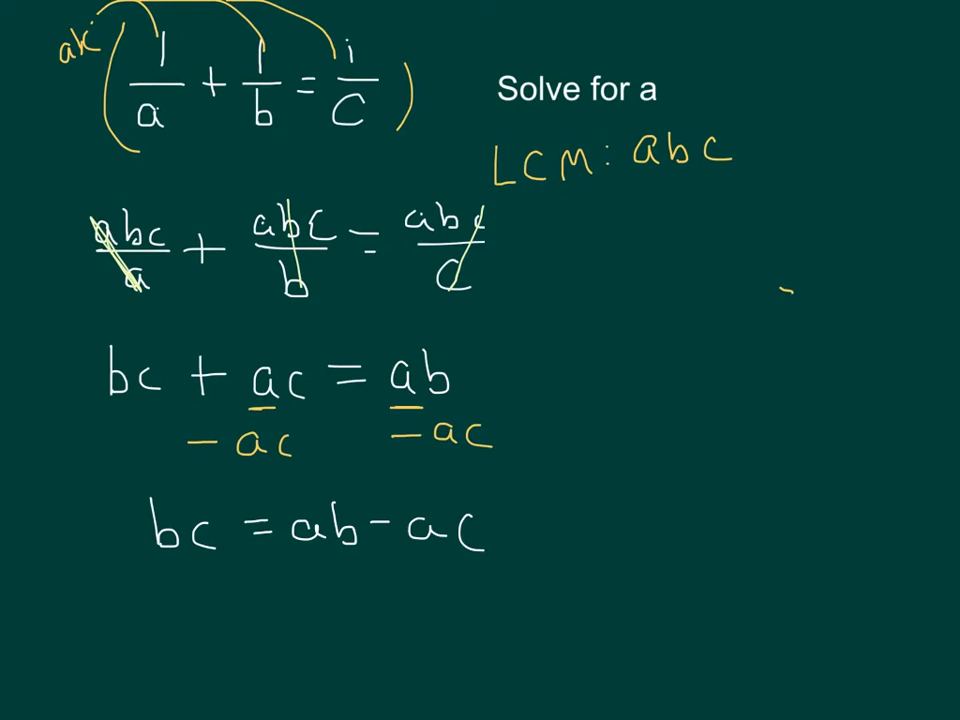 abc ( 1/a + 1/b = 1/c )
Solve for a
LCM: abc
abc/a + abc/b = abc/c
bc + ac = ab
- ac - ac
bc = ab - ac